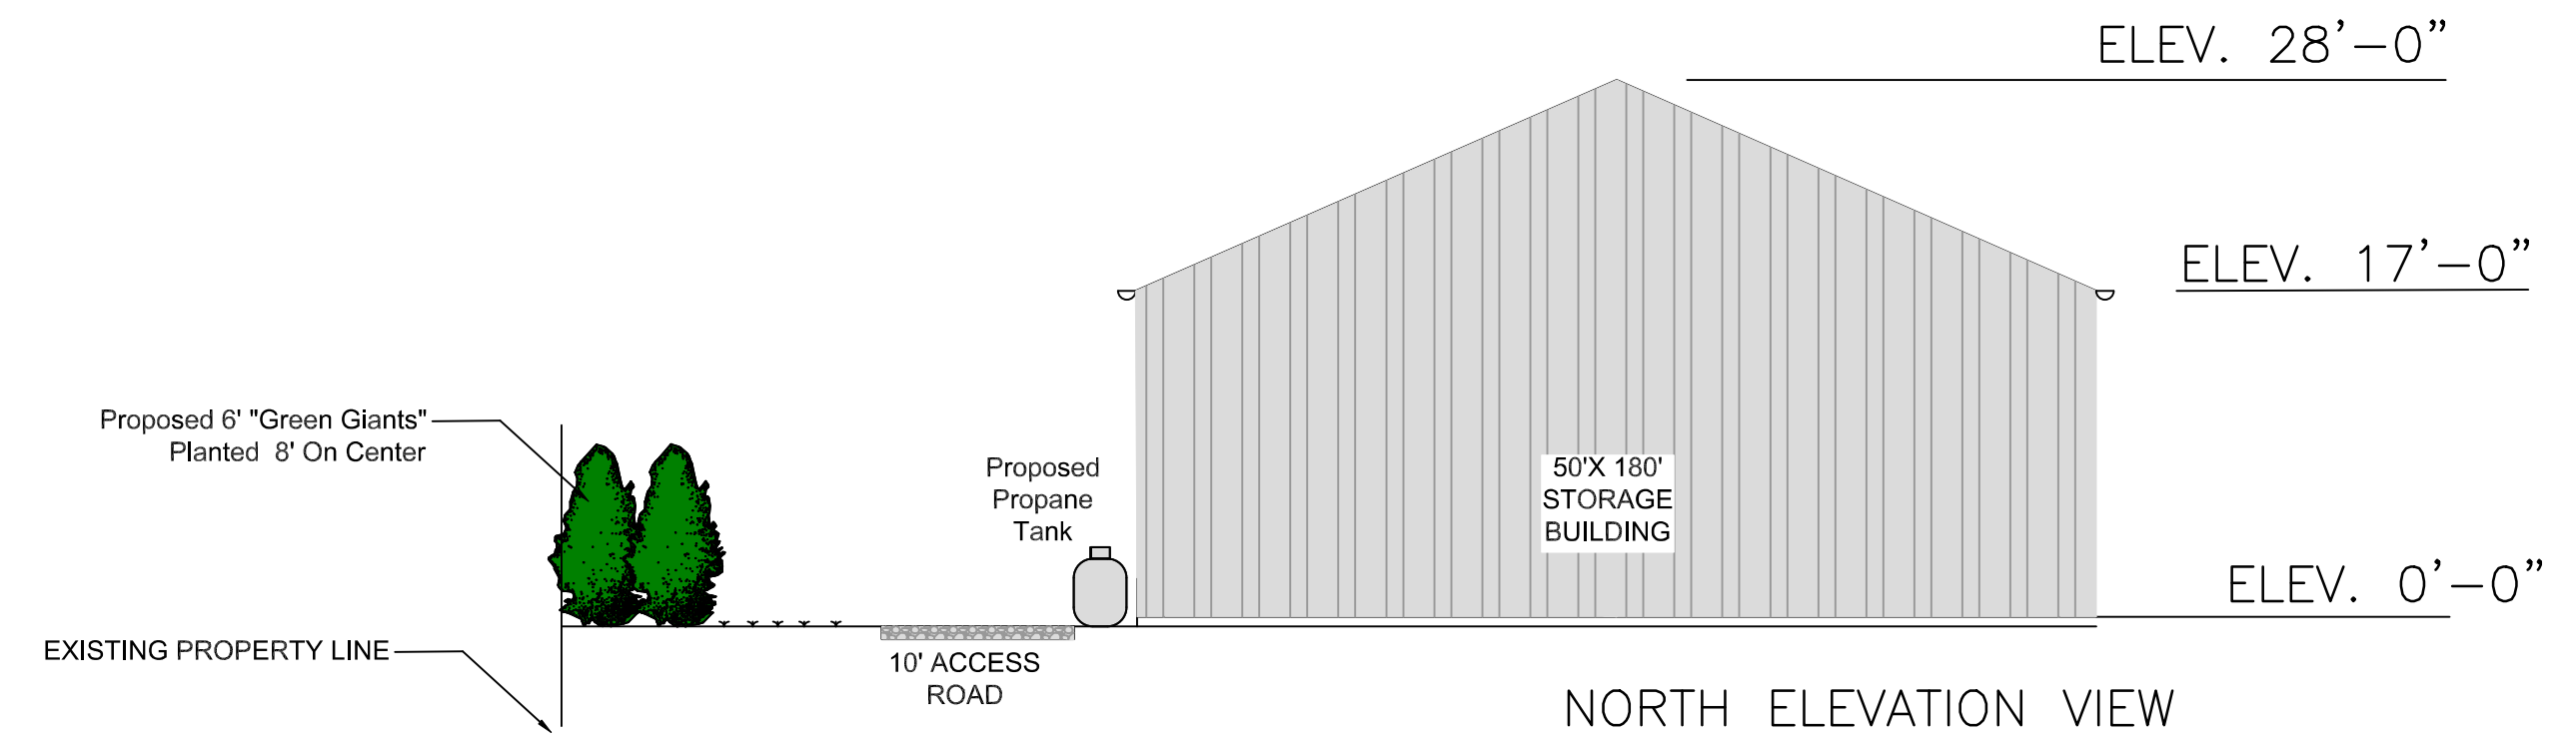 ELEV. 28'-0"
ELEV. 17'-0"
Proposed 6' "Green Giants"
Planted 8' On Center
Proposed
Propane
Tank
50'X 180'
STORAGE
BUILDING
ELEV. 0'-0"
EXISTING PROPERTY LINE
10' ACCESS
ROAD
NORTH ELEVATION VIEW